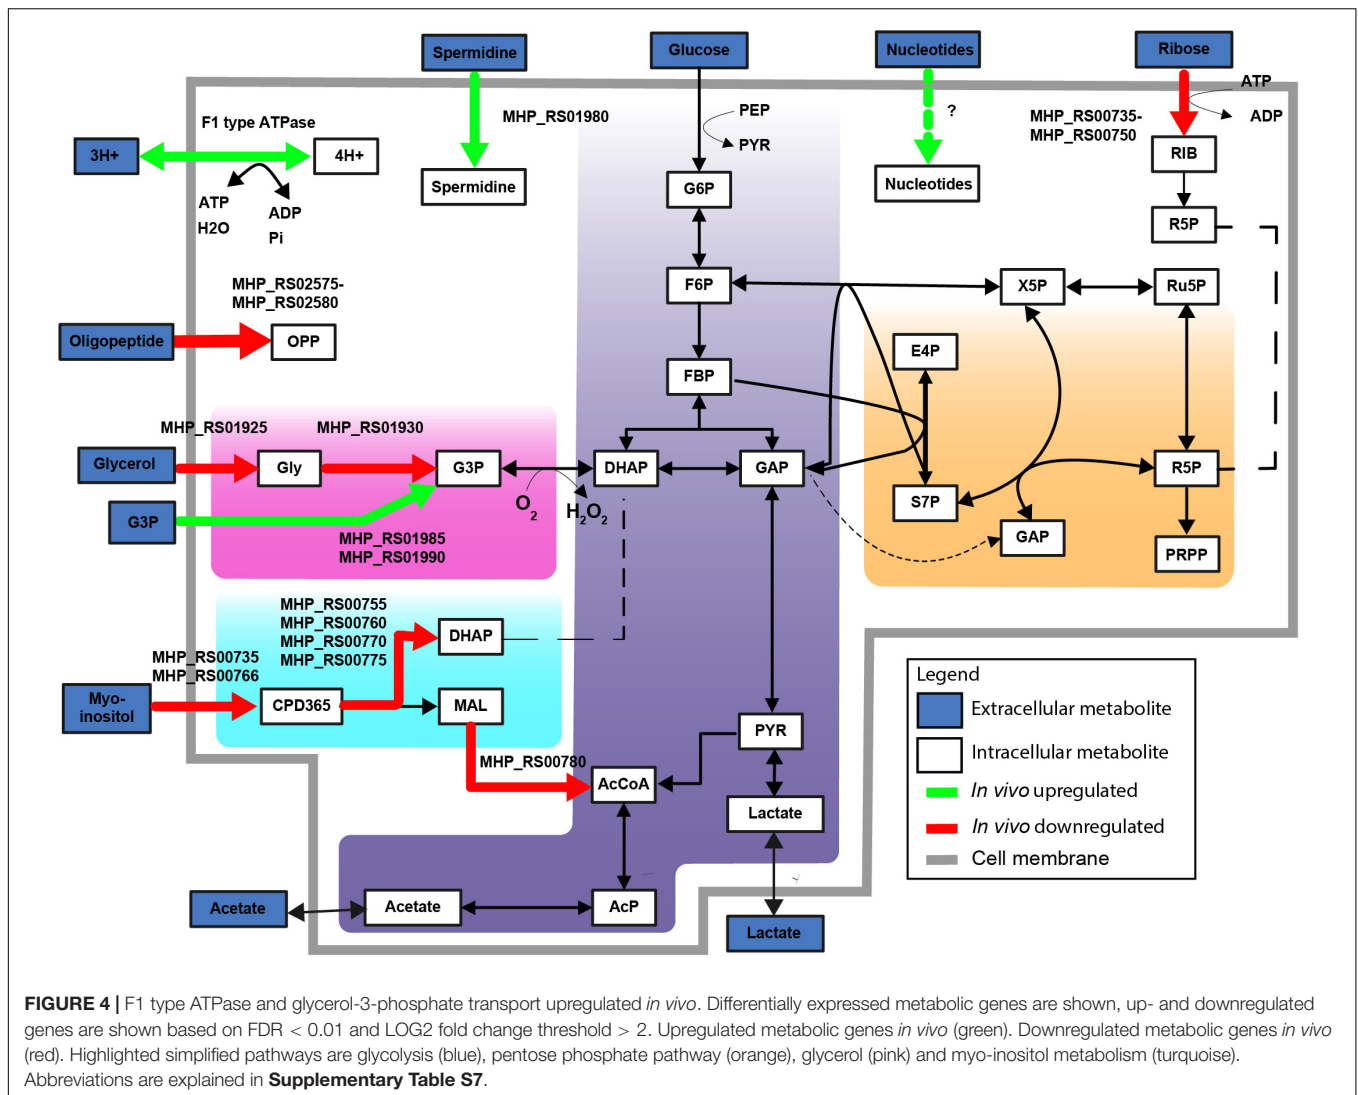 Spermidine
Glucose
Nucleotides
Ribose
ATP
ADP
MHP_RS01980
PEP
PYR
?
MHP_RS00735-
MHP_RS00750
F1 type ATPase
3H+
4H+
ATP
H2O
ADP
Pi
Spermidine
G6P
Nucleotides
RIB
R5P
MHP_RS02575-
MHP_RS02580
F6P
X5P
Ru5P
Oligopeptide
OPP
FBP
E4P
MHP_RS01925
MHP_RS01930
Glycerol
Gly
G3P
DHAP
GAP
R5P
O2
H2O2
S7P
G3P
MHP_RS01985
MHP_RS01990
GAP
PRPP
MHP_RS00755
MHP_RS00760
MHP_RS00770
MHP_RS00775
DHAP
MHP_RS00735
MHP_RS00766
Myo-
inositol
CPD365
MAL
PYR
MHP_RS00780
AcCoA
Lactate
Acetate
Acetate
AcP
Lactate
Legend
Extracellular metabolite
Intracellular metabolite
In vivo upregulated
In vivo downregulated
Cell membrane
FIGURE 4 | F1 type ATPase and glycerol-3-phosphate transport upregulated in vivo. Differentially expressed metabolic genes are shown, up- and downregulated
genes are shown based on FDR < 0.01 and LOG2 fold change threshold > 2. Upregulated metabolic genes in vivo (green). Downregulated metabolic genes in vivo
(red). Highlighted simplified pathways are glycolysis (blue), pentose phosphate pathway (orange), glycerol (pink) and myo-inositol metabolism (turquoise).
Abbreviations are explained in Supplementary Table S7.